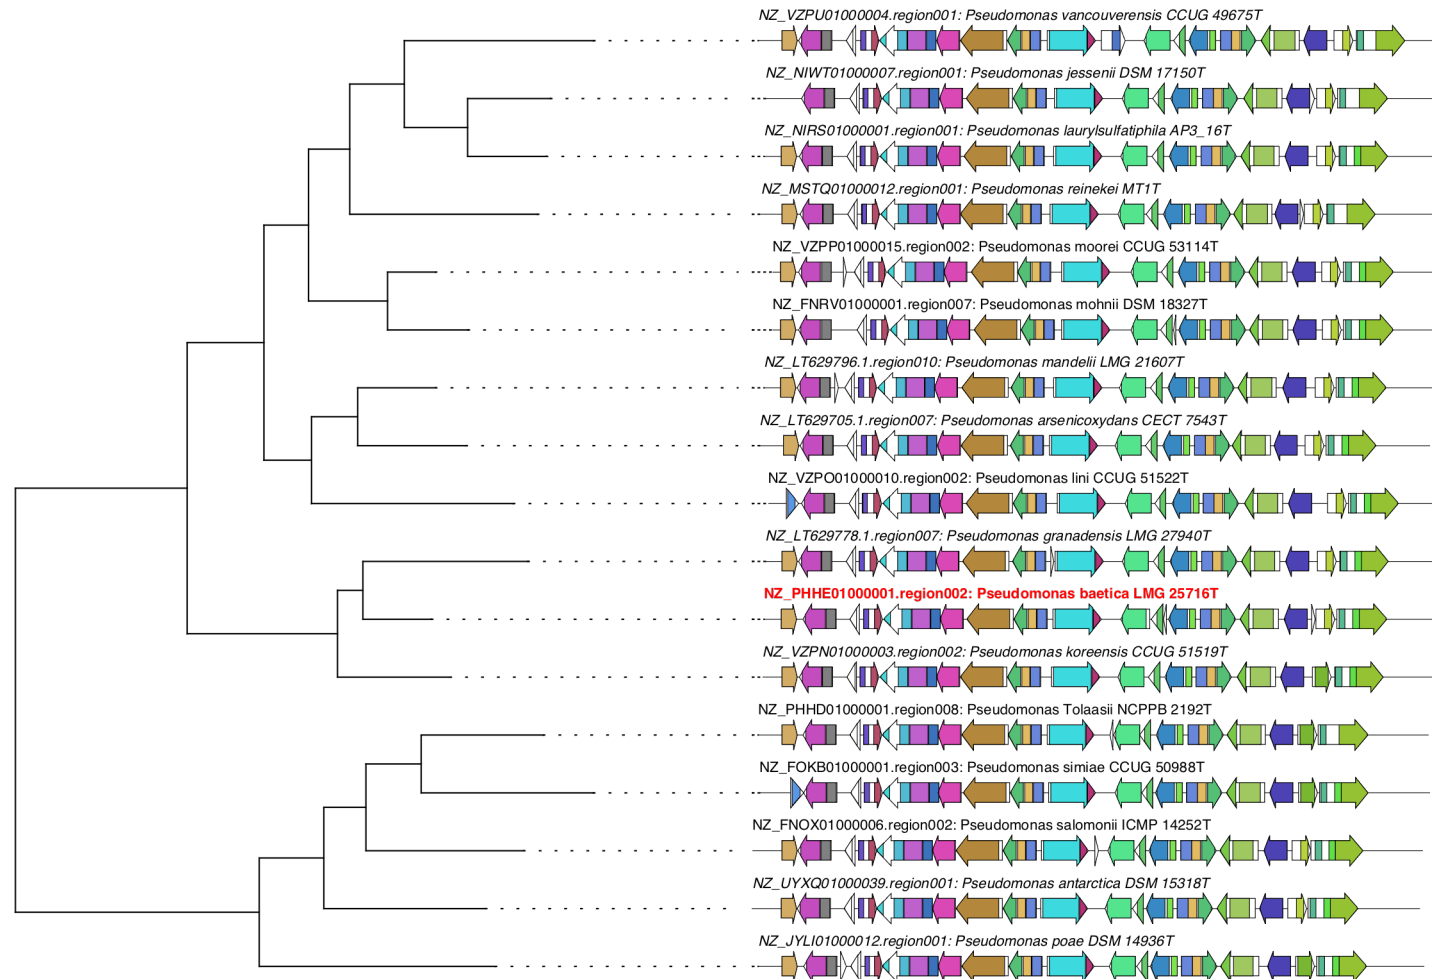 NZ_VZPU01000004.region001: Pseudomonas vancouverensis CCUG 49675T
NZ_NIWT01000007.region001: Pseudomonas jessenii DSM 17150T
NZ_NIRS01000001.region001: Pseudomonas laurylsulfatiphila AP3_16T
NZ_MSTQ01000012.region001: Pseudomonas reinekei MT1T
NZ_VZPP01000015.region002: Pseudomonas moorei CCUG 53114T
NZ_FNRV01000001.region007: Pseudomonas mohnii DSM 18327T
NZ_LT629796.1.region010: Pseudomonas mandelii LMG 21607T
NZ_LT629705.1.region007: Pseudomonas arsenicoxydans CECT 7543T
NZ_VZPO01000010.region002: Pseudomonas lini CCUG 51522T
NZ_LT629778.1.region007: Pseudomonas granadensis LMG 27940T
NZ_PHHE01000001.region002: Pseudomonas baetica LMG 25716T
NZ_VZPN01000003.region002: Pseudomonas koreensis CCUG 51519T
NZ_PHHD01000001.region008: Pseudomonas Tolaasii NCPPB 2192T
NZ_FOKB01000001.region003: Pseudomonas simiae CCUG 50988T
NZ_FNOX01000006.region002: Pseudomonas salomonii ICMP 14252T
NZ_UYXQ01000039.region001: Pseudomonas antarctica DSM 15318T
NZ_JYLI01000012.region001: Pseudomonas poae DSM 14936T